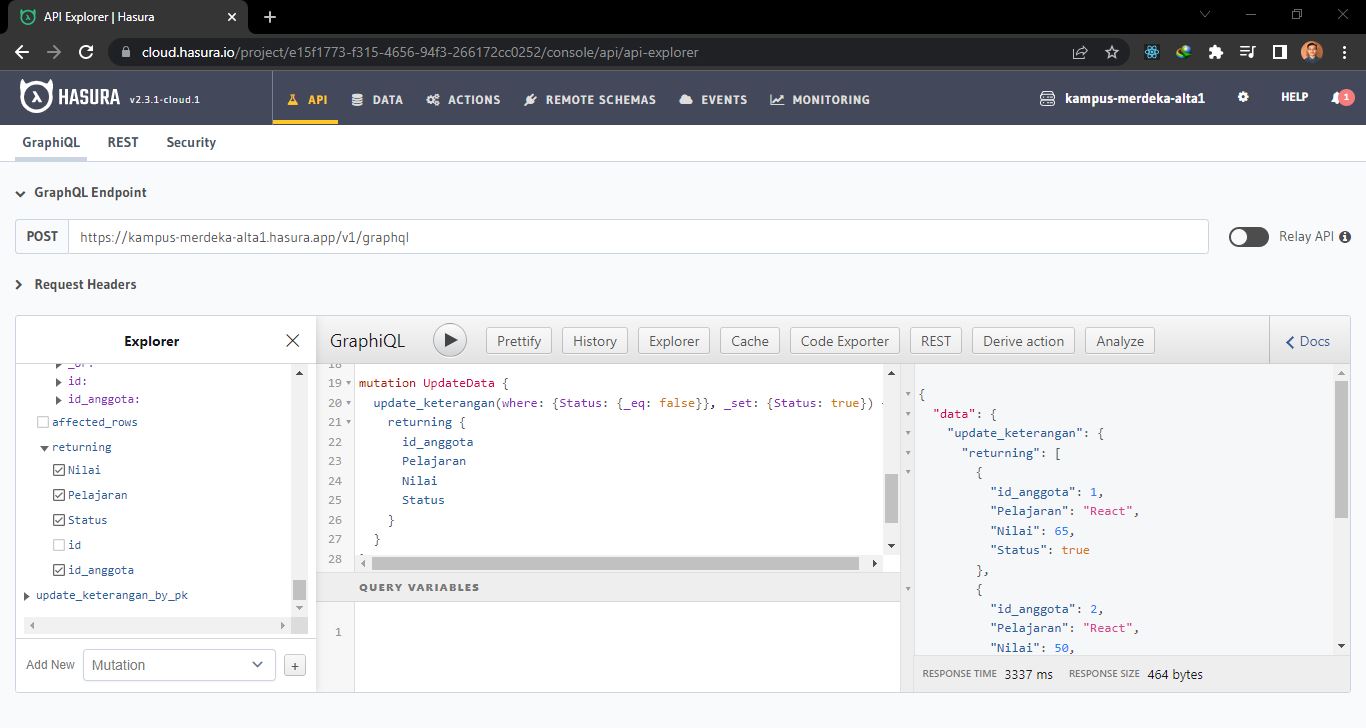 API Explorer | Hasura
cloud.hasura.io/project/e15f1773-f315-4656-94f3-266172cc0252/console/api/api-explorer
HASURA v2.3.1-cloud.1
API
DATA
ACTIONS
REMOTE SCHEMAS
EVENTS
MONITORING
kampus-merdeka-alta1
HELP
1
GraphiQL
REST
Security
GraphQL Endpoint
POST
https://kampus-merdeka-alta1.hasura.app/v1/graphql
Relay API
Request Headers
Explorer
id:
id_anggota:
affected_rows
returning
Nilai
Pelajaran
Status
id
id_anggota
update_keterangan_by_pk
Add New
Mutation
+
GraphiQL
Prettify
History
Explorer
Cache
Code Exporter
REST
Derive action
Analyze
Docs
18
19 mutation UpdateData {
20 update_keterangan(where: {Status: {_eq: false}}, _set: {Status: true})
21 returning {
22 id_anggota
23 Pelajaran
24 Nilai
25 Status
26 }
27 }
28
QUERY VARIABLES
1
{
"data": {
"update_keterangan": {
"returning": [
{
"id_anggota": 1,
"Pelajaran": "React",
"Nilai": 65,
"Status": true
},
{
"id_anggota": 2,
"Pelajaran": "React",
"Nilai": 50,
RESPONSE TIME 3337 ms RESPONSE SIZE 464 bytes